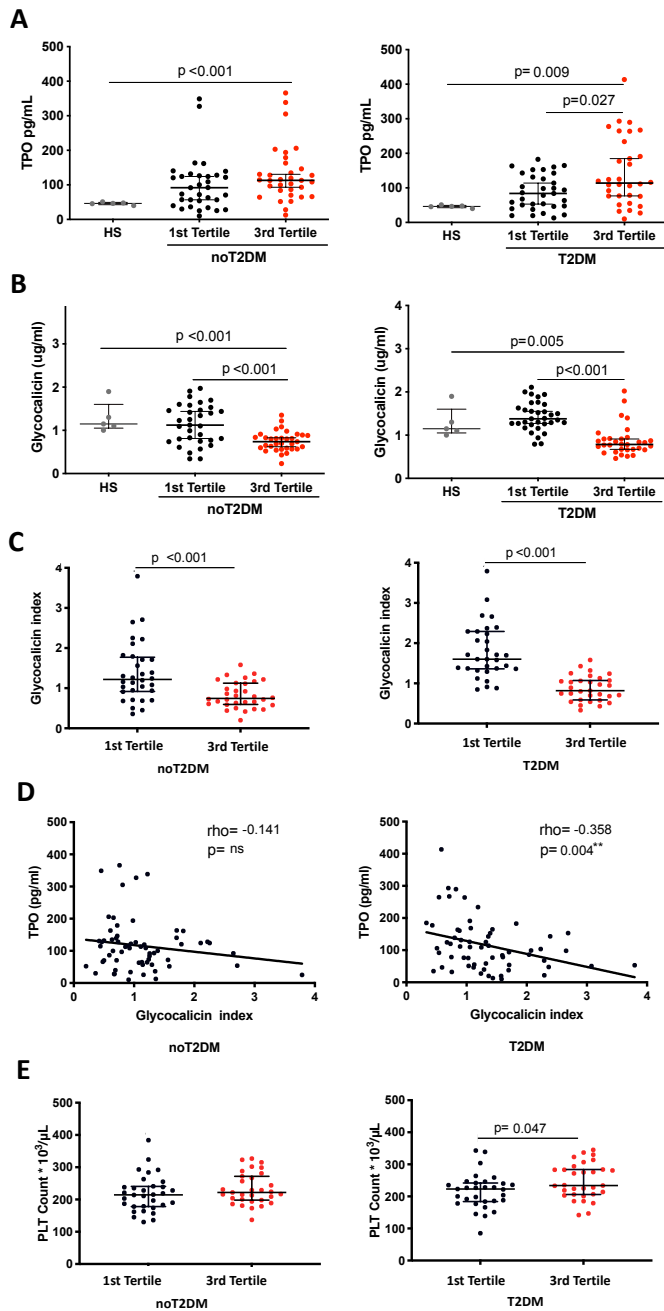 A
500
400
300
200
100
0
TPO pg/mL
p <0.001
HS
1st Tertile
3rd Tertile
noT2DM
500
400
300
200
100
0
TPO pg/mL
p= 0.009
p=0.027
HS
1st Tertile
3rd Tertile
T2DM
B
3
2
1
0
Glycocalicin (ug/ml)
p <0.001
p <0.001
HS
1st Tertile
3rd Tertile
noT2DM
4
3
2
1
0
Glycocalicin (ug/ml)
p=0.005
p <0.001
HS
1st Tertile
3rd Tertile
T2DM
C
4
3
2
1
0
Glycocalicin index
p <0.001
1st Tertile
3rd Tertile
noT2DM
4
3
2
1
0
Glycocalicin index
p <0.001
1st Tertile
3rd Tertile
T2DM
D
500
400
300
200
100
0
TPO (pg/ml)
rho= -0.141
p= ns
0 1 2 3 4
Glycocalicin index
noT2DM
500
400
300
200
100
0
TPO (pg/ml)
rho= -0.358
p= 0.004**
0 1 2 3 4
Glycocalicin index
T2DM
E
500
400
300
200
100
0
PLT Count * 10³/µL
1st Tertile
3rd Tertile
noT2DM
500
400
300
200
100
0
PLT Count * 10³/µL
p= 0.047
1st Tertile
3rd Tertile
T2DM